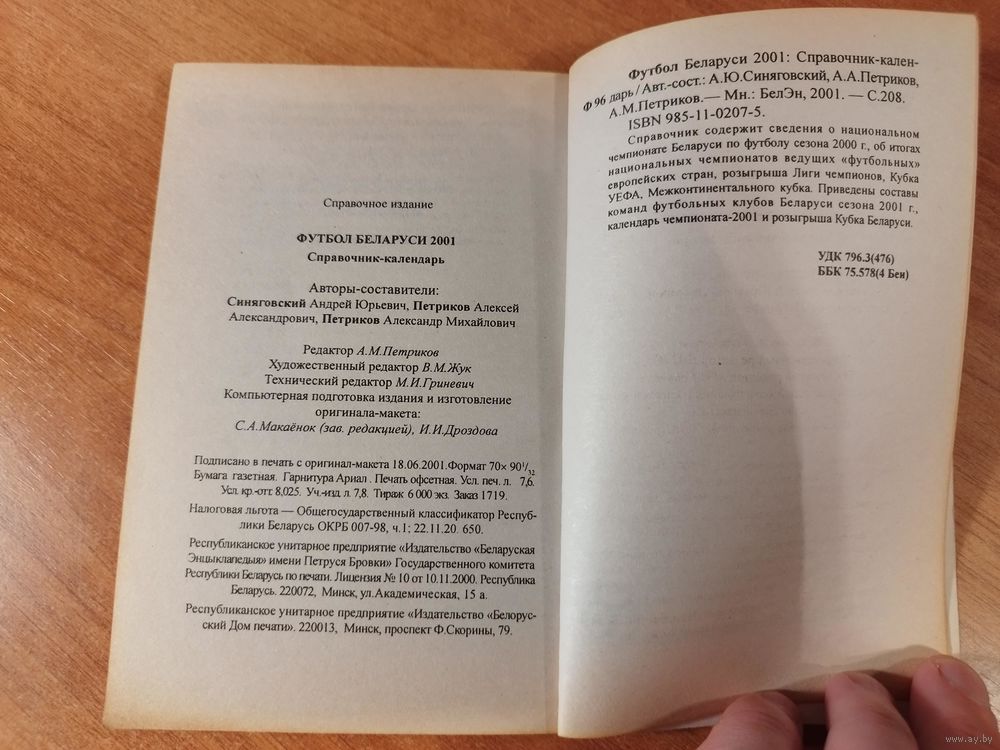 Справочное издание
ФУТБОЛ БЕЛАРУСИ 2001
Справочник-календарь
Авторы-составители:
Синяговский Андрей Юрьевич, Петриков Алексей
Александрович, Петриков Александр Михайлович
Редактор А.М.Петриков
Художественный редактор В.М.Жук
Технический редактор М.И.Гриневич
Компьютерная подготовка издания и изготовление
оригинала-макета:
С.А.Макаёнок (зав. редакцией), И.И.Дроздова
Подписано в печать с оригинал-макета 18.06.2001.Формат 70× 90¹/₃₂
Бумага газетная. Гарнитура Ариал. Печать офсетная. Усл. печ. л. 7,6.
Усл. кр.-отт. 8,025. Уч.-изд. л. 7,8. Тираж 6 000 экз. Заказ 1719.
Налоговая льгота — Общегосударственный классификатор Респуб-
лики Беларусь ОКРБ 007-98, ч.1; 22.11.20. 650.
Республиканское унитарное предприятие «Издательство «Беларуская
Энцыклапедыя» имени Петруся Бровки» Государственного комитета
Республики Беларусь по печати. Лицензия № 10 от 10.11.2000. Республика
Беларусь. 220072, Минск, ул.Академическая, 15 а.
Республиканское унитарное предприятие «Издательство «Белорус-
ский Дом печати». 220013, Минск, проспект Ф.Скорины, 79.
Футбол Беларуси 2001: Справочник-кален-
Ф 96 дарь / Авт.-сост.: А.Ю.Синяговский, А.А.Петриков,
А.М.Петриков.— Мн.: БелЭн, 2001. — С.208.
ISBN 985-11-0207-5.
Справочник содержит сведения о национальном
чемпионате Беларуси по футболу сезона 2000 г., об итогах
национальных чемпионатов ведущих «футбольных»
европейских стран, розыгрыша Лиги чемпионов, Кубка
УЕФА, Межконтинентального кубка. Приведены составы
команд футбольных клубов Беларуси сезона 2001 г.,
календарь чемпионата-2001 и розыгрыша Кубка Беларуси.
УДК 796.3(476)
ББК 75.578(4 Беи)
www.ay.by